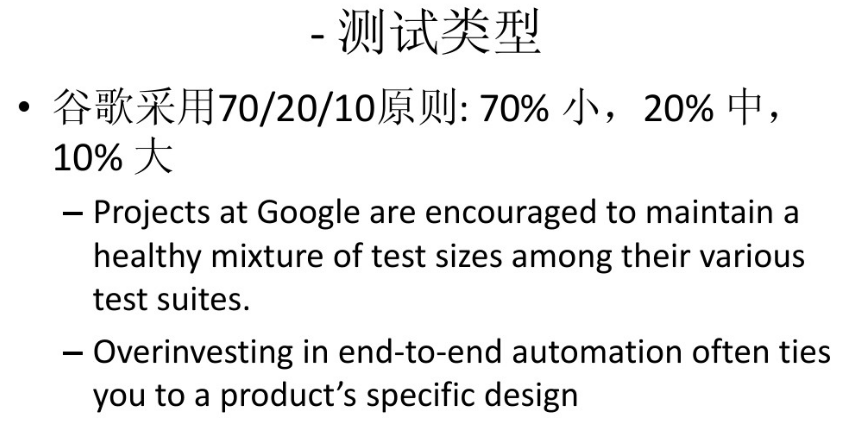 - 测试类型
• 谷歌采用70/20/10原则: 70% 小，20% 中，
10% 大
– Projects at Google are encouraged to maintain a
healthy mixture of test sizes among their various
test suites.
– Overinvesting in end-to-end automation often ties
you to a product’s specific design